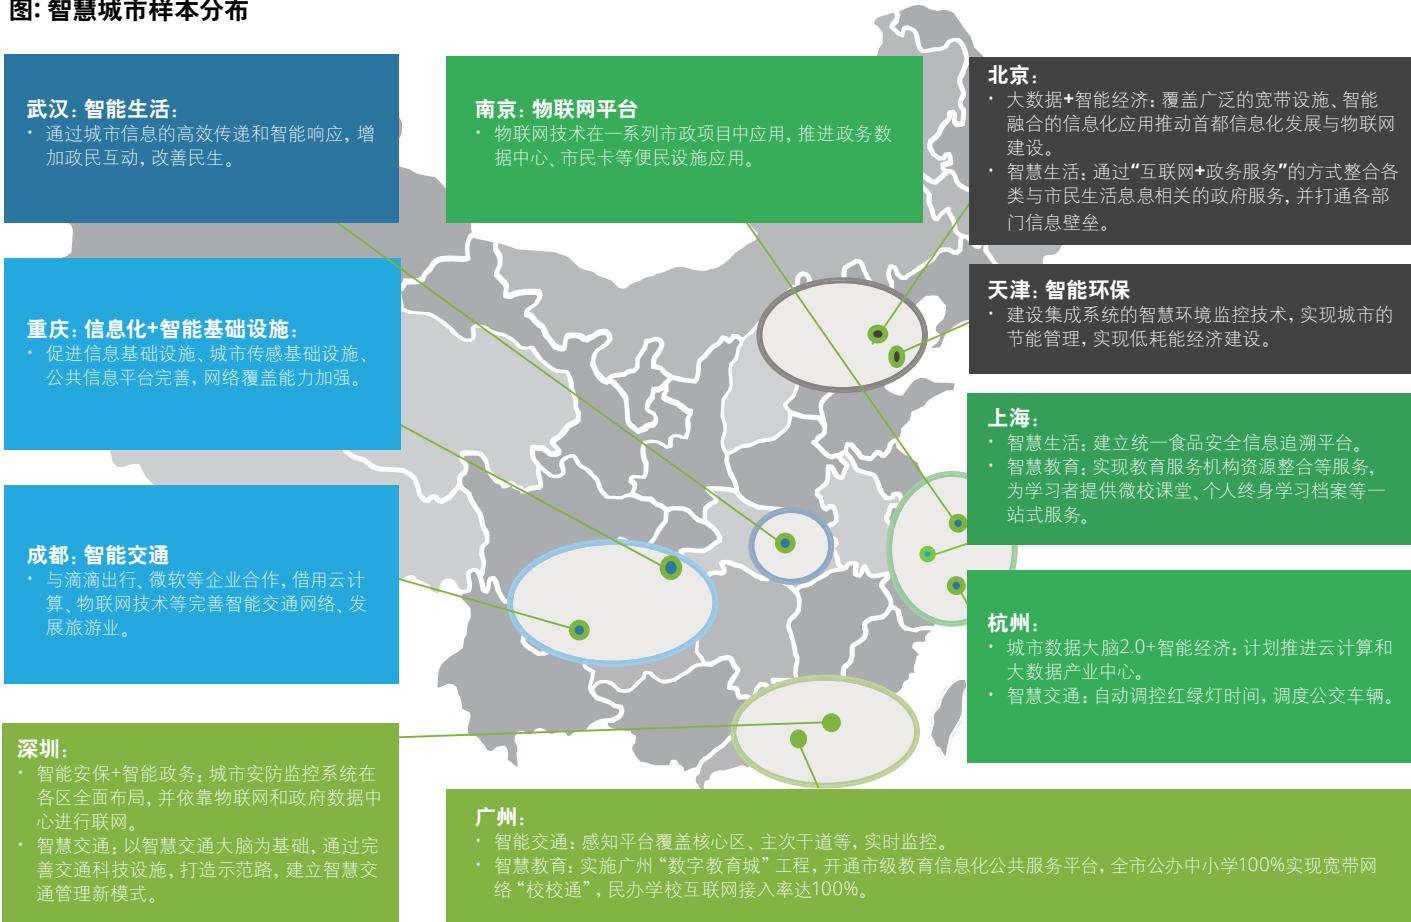 图: 智慧城市样本分布
武汉: 智能生活:
· 通过城市信息的高效传递和智能响应, 增
加政民互动, 改善民生。
重庆: 信息化+智能基础设施:
· 促进信息基础设施、城市传感基础设施、
公共信息平台完善, 网络覆盖能力加强。
成都: 智能交通
· 与滴滴出行、微软等企业合作, 借用云计
算、物联网技术等完善智能交通网络、发
展旅游业。
深圳:
· 智能安保+智能政务: 城市安防监控系统在
各区全面布局, 并依靠物联网和政府数据中
心进行联网。
· 智慧交通: 以智慧交通大脑为基础, 通过完
善交通科技设施, 打造示范路, 建立智慧交
通管理新模式。
南京: 物联网平台
· 物联网技术在一系列市政项目中应用, 推进政务数
据中心、市民卡等便民设施应用。
北京:
· 大数据+智能经济: 覆盖广泛的宽带设施、智能
融合的信息化应用推动首都信息化发展与物联网
建设。
· 智慧生活: 通过“互联网+政务服务”的方式整合各
类与市民生活息息相关的政府服务, 并打通各部
门信息壁垒。
天津: 智能环保
· 建设集成系统的智慧环境监控技术, 实现城市的
节能管理, 实现低耗能经济建设。
上海:
· 智慧生活: 建立统一食品安全信息追溯平台。
· 智慧教育: 实现教育服务机构资源整合等服务,
为学习者提供微校课堂、个人终身学习档案等一
站式服务。
杭州:
· 城市数据大脑2.0+智能经济: 计划推进云计算和
大数据产业中心。
· 智慧交通: 自动调控红绿灯时间, 调度公交车辆。
广州:
· 智能交通: 感知平台覆盖核心区、主次干道等, 实时监控。
· 智慧教育: 实施广州 “数字教育城” 工程, 开通市级教育信息化公共服务平台, 全市公办中小学100%实现宽带网
络 “校校通” , 民办学校互联网接入率达100%。